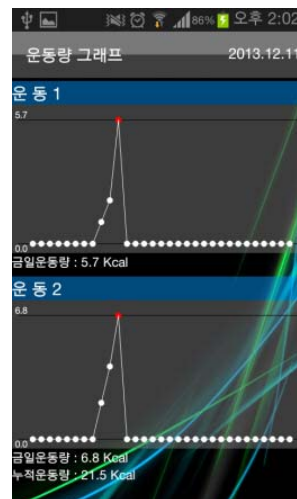 86% 오후 2:02
운동량 그래프 2013.12.11
운 동 1
5.7
0.0
금일운동량 : 5.7 Kcal
운 동 2
6.8
0.0
금일운동량 : 6.8 Kcal
누적운동량 : 21.5 Kcal